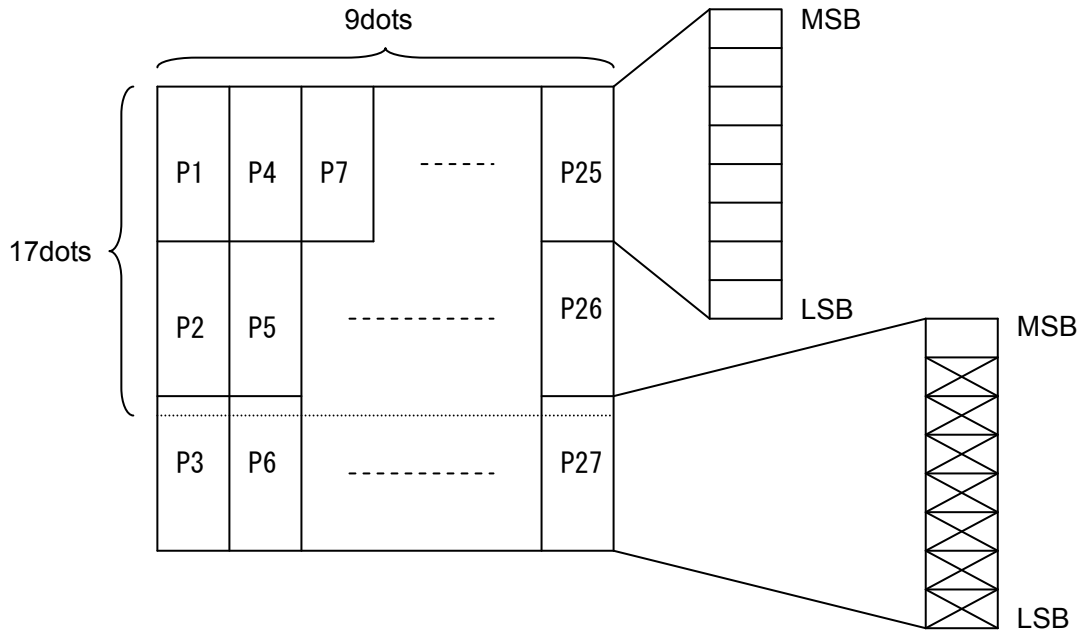 9dots
MSB
P1 P4 P7 P25
17dots
LSB
P2 P5 P26
MSB
P3 P6 P27
LSB